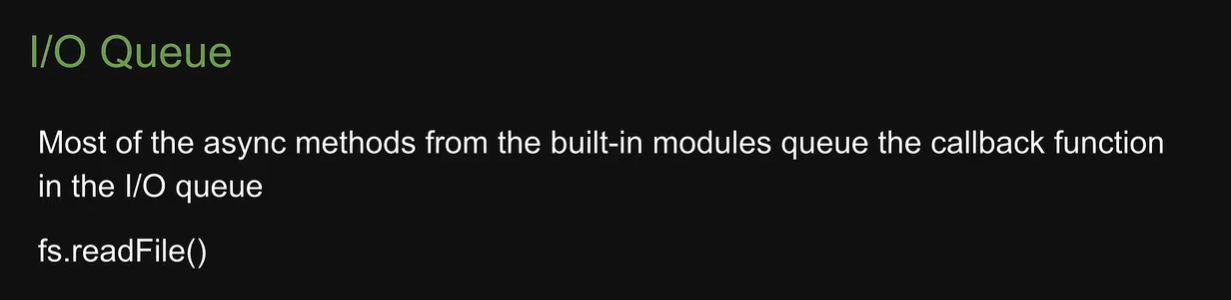 I/O Queue
Most of the async methods from the built-in modules queue the callback function
in the I/O queue
fs.readFile()